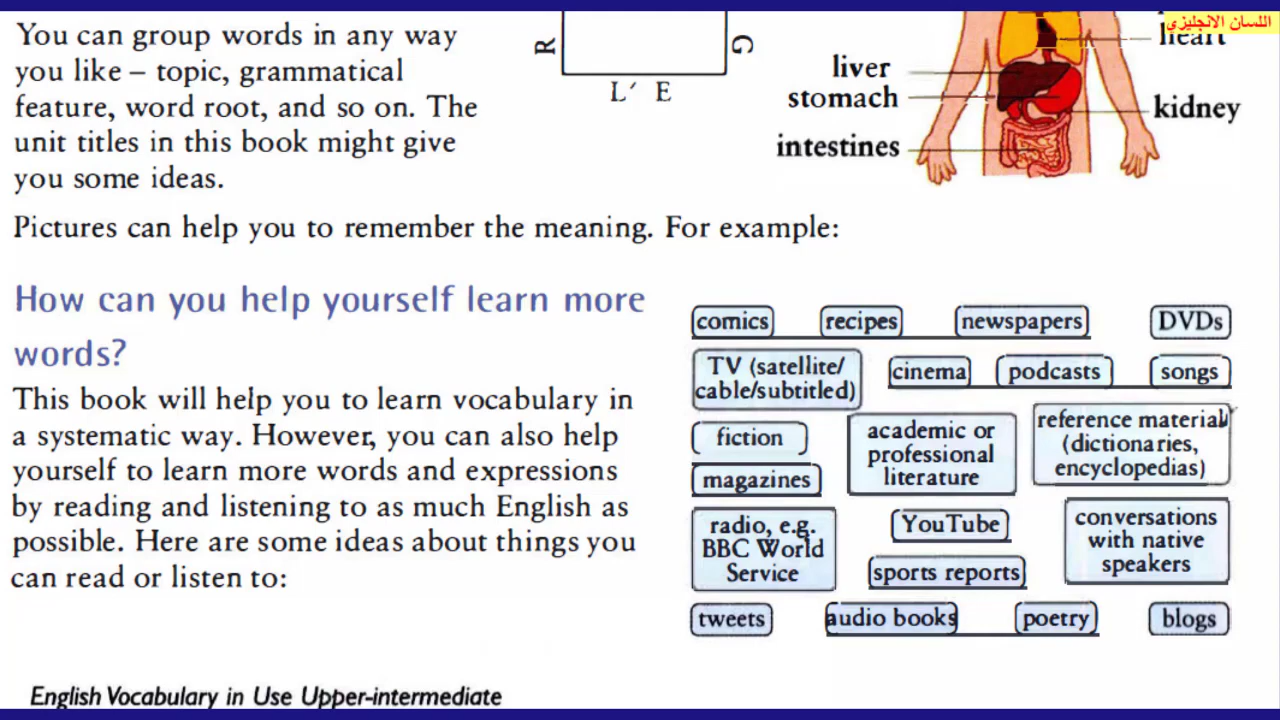 اللسان الانجليزي
You can group words in any way
you like – topic, grammatical
feature, word root, and so on. The
unit titles in this book might give
you some ideas.
R
G
L' E
heart
liver
stomach
kidney
intestines
Pictures can help you to remember the meaning. For example:
How can you help yourself learn more
words?
This book will help you to learn vocabulary in
a systematic way. However, you can also help
yourself to learn more words and expressions
by reading and listening to as much English as
possible. Here are some ideas about things you
can read or listen to:
comics recipes newspapers DVDs
TV (satellite/
cable/subtitled)
cinema podcasts songs
fiction
academic or
professional
literature
reference material
(dictionaries,
encyclopedias)
magazines
radio, e.g.
BBC World
Service
YouTube
conversations
with native
speakers
sports reports
tweets audio books poetry blogs
English Vocabulary in Use Upper-intermediate